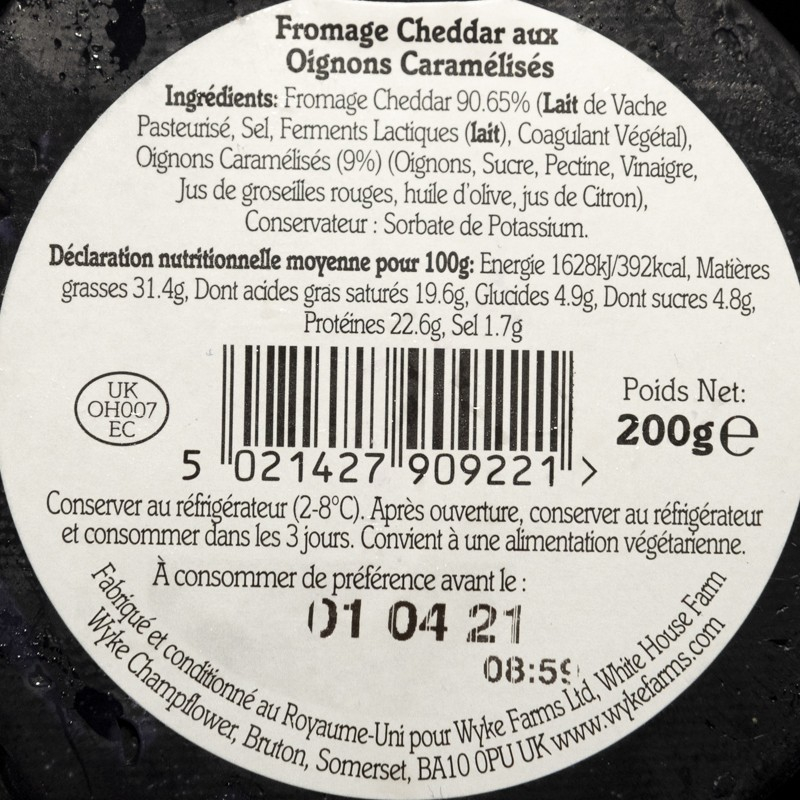 Fromage Cheddar aux
Oignons Caramélisés
Ingrédients: Fromage Cheddar 90.65% (Lait de Vache
Pasteurisé, Sel, Ferments Lactiques (lait), Coagulant Végétal),
Oignons Caramélisés (9%) (Oignons, Sucre, Pectine, Vinaigre,
Jus de groseilles rouges, huile d'olive, jus de Citron),
Conservateur : Sorbate de Potassium.
Déclaration nutritionnelle moyenne pour 100g: Energie 1628kJ/392kcal, Matières
grasses 31.4g, Dont acides gras saturés 19.6g, Glucides 4.9g, Dont sucres 4.8g,
Protéines 22.6g, Sel 1.7g
UK
OH007
EC
5 021427 909221 >
Poids Net:
200g℮
Conserver au réfrigérateur (2-8°C). Après ouverture, conserver au réfrigérateur
et consommer dans les 3 jours. Convient à une alimentation végétarienne.
À consommer de préférence avant le :
01 04 21
08:59
Fabriqué et conditionné au Royaume-Uni pour Wyke Farms Ltd, White House Farm
Wyke Champflower, Bruton, Somerset, BA10 0PU UK www.wykefarms.com